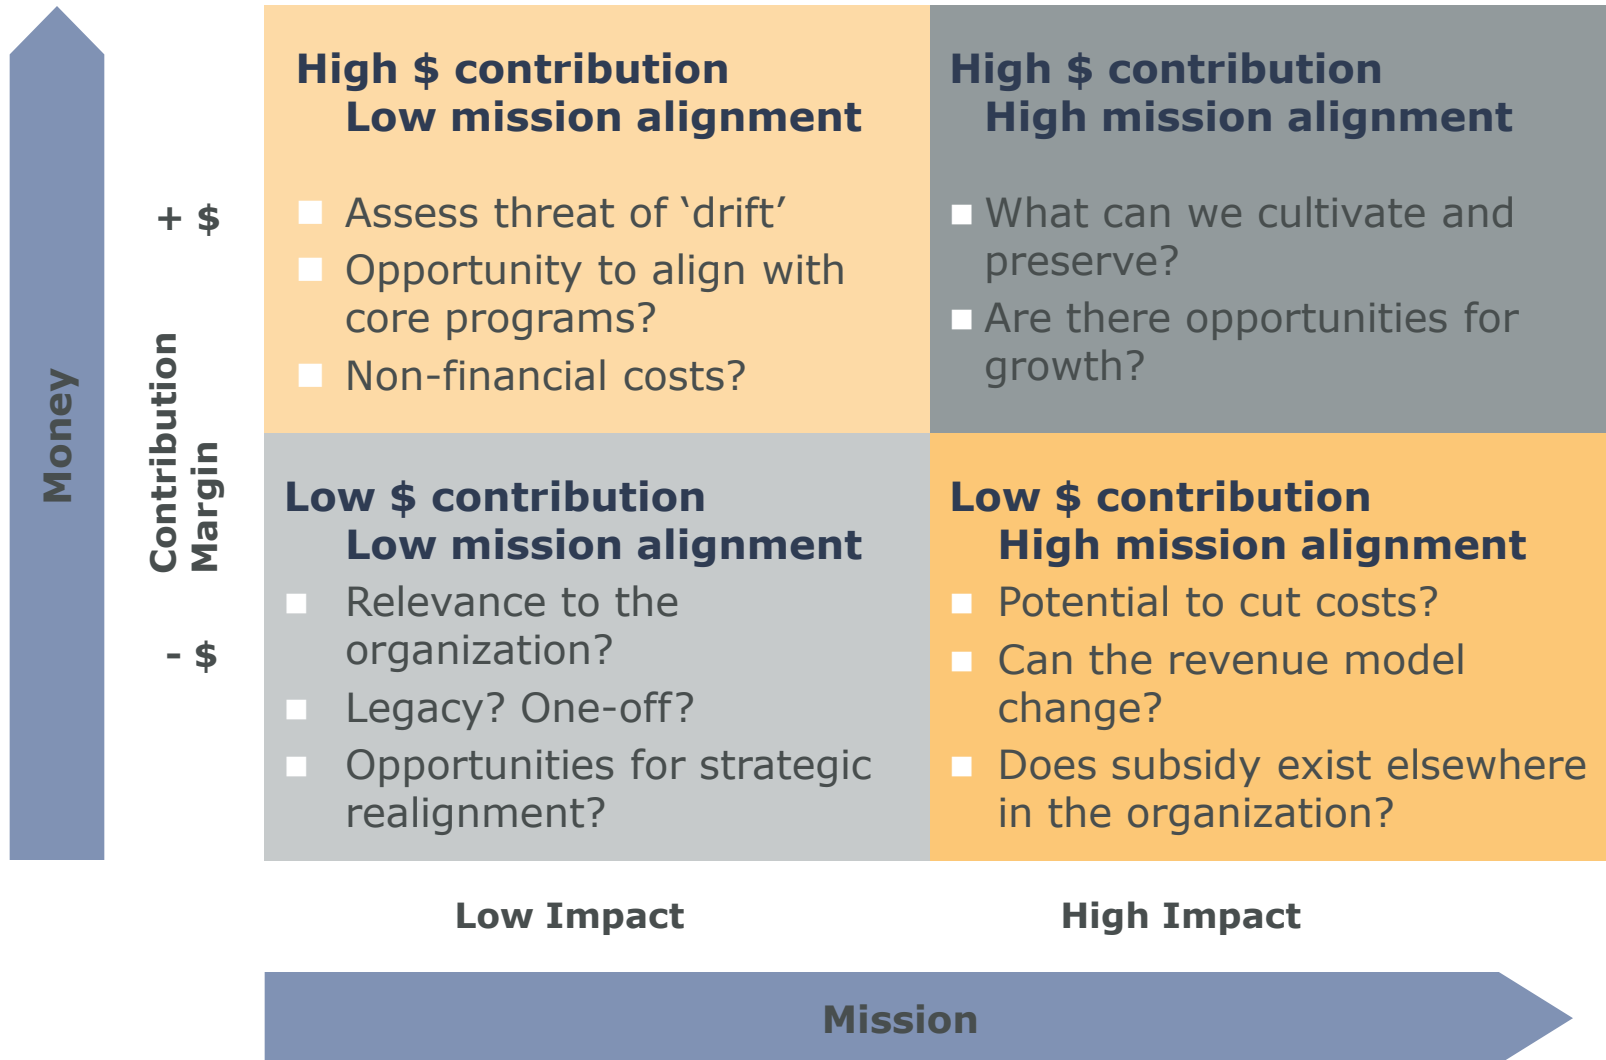 High $ contribution
Low mission alignment
Assess threat of ‘drift’
Opportunity to align with
core programs?
Non-financial costs?
High $ contribution
High mission alignment
What can we cultivate and
preserve?
Are there opportunities for
growth?
Money
+ $
Contribution
Margin
- $
Low $ contribution
Low mission alignment
Relevance to the
organization?
Legacy? One-off?
Opportunities for strategic
realignment?
Low $ contribution
High mission alignment
Potential to cut costs?
Can the revenue model
change?
Does subsidy exist elsewhere
in the organization?
Low Impact
High Impact
Mission